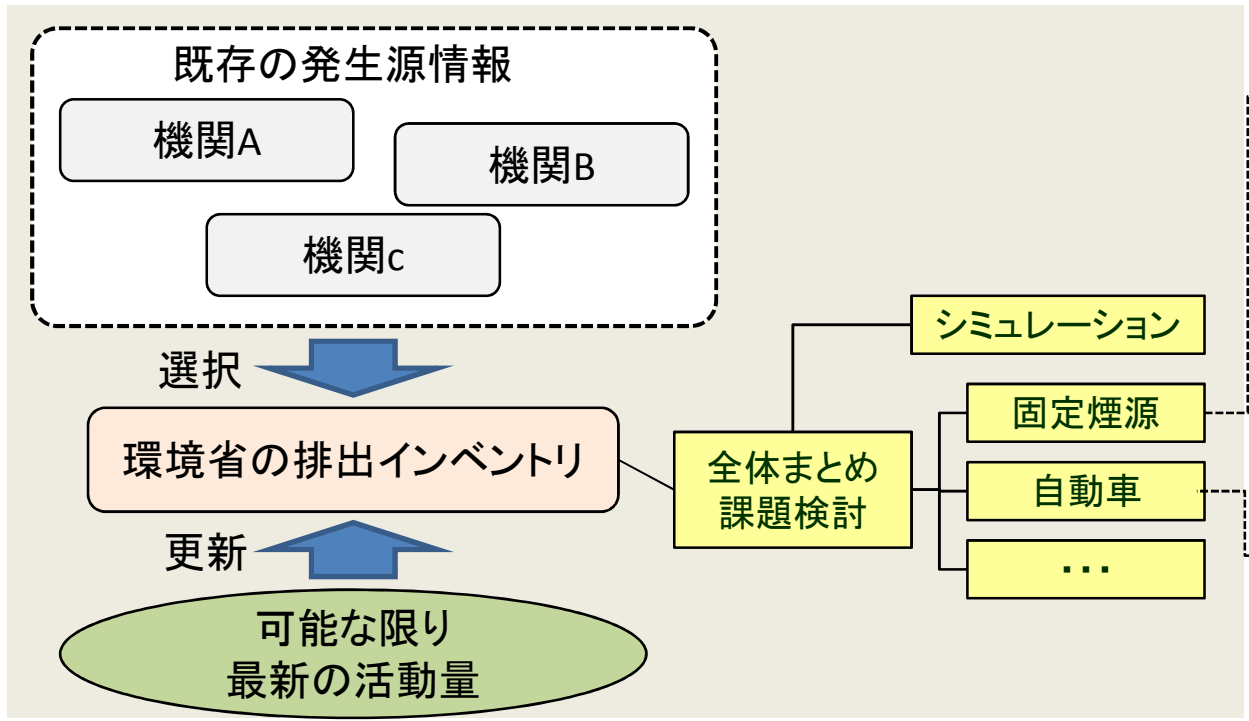 既存の発生源情報
機関A
機関B
機関c
選択
環境省の排出インベントリ
更新
可能な限り
最新の活動量
全体まとめ
課題検討
シミュレーション
固定煙源
自動車
・・・